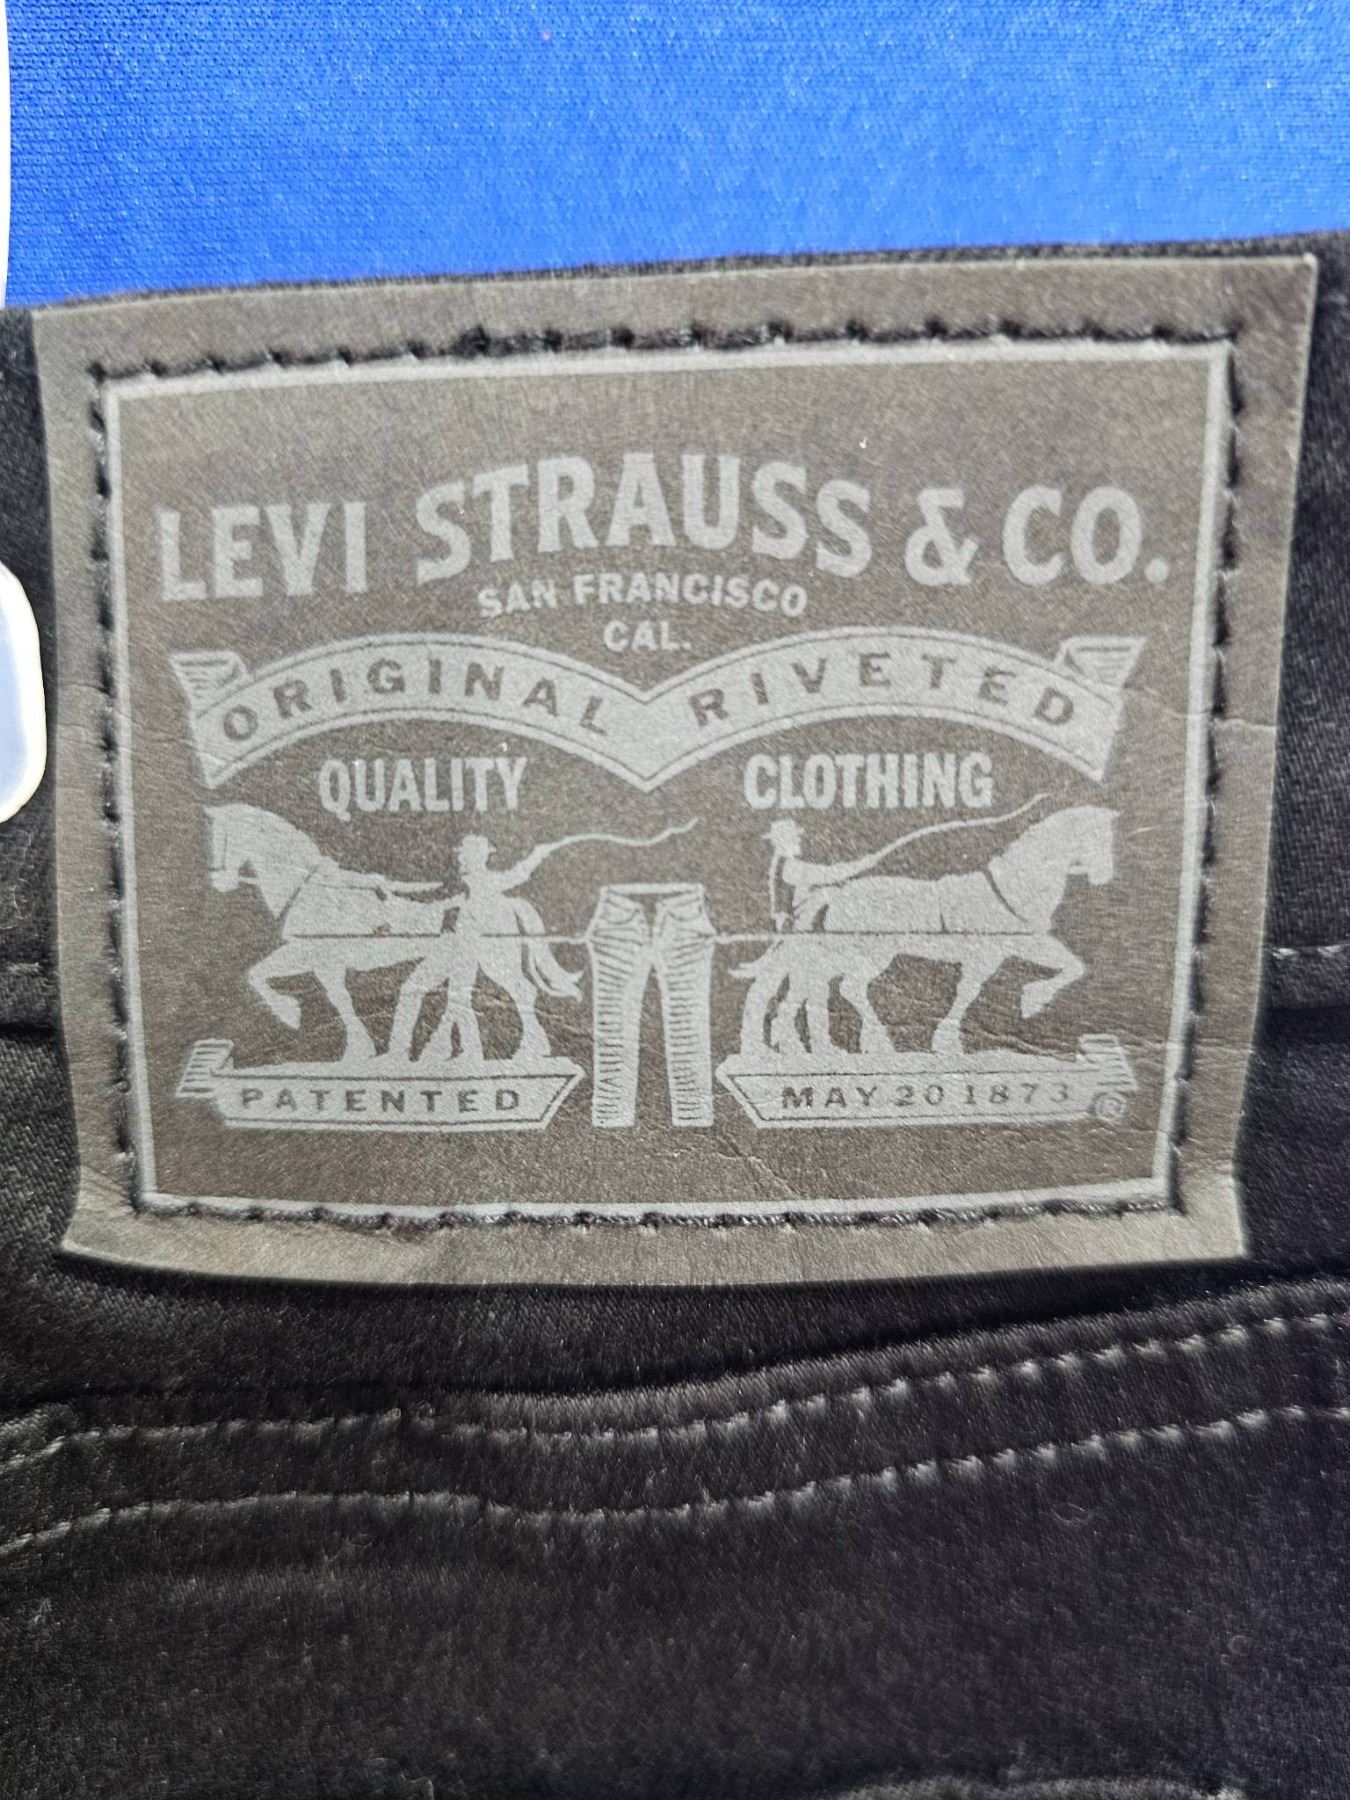 LEVI STRAUSS & CO.
SAN FRANCISCO
CAL.
ORIGINAL RIVETED
QUALITY CLOTHING
PATENTED MAY 20 1873 ®